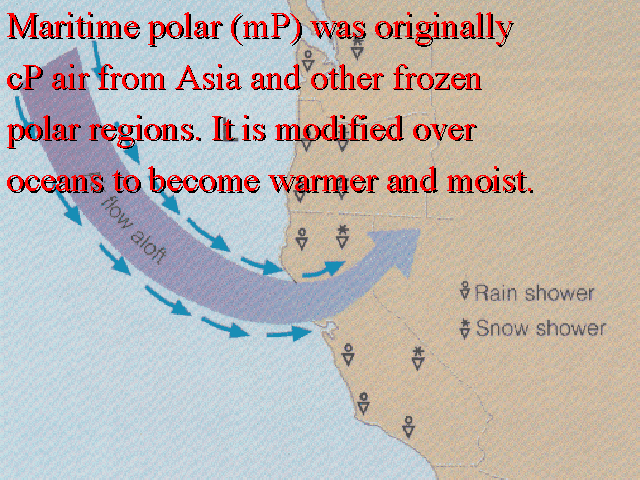 Maritime polar (mP) was originally
cP air from Asia and other frozen
polar regions. It is modified over
oceans to become warmer and moist.
flow aloft
Rain shower
Snow shower